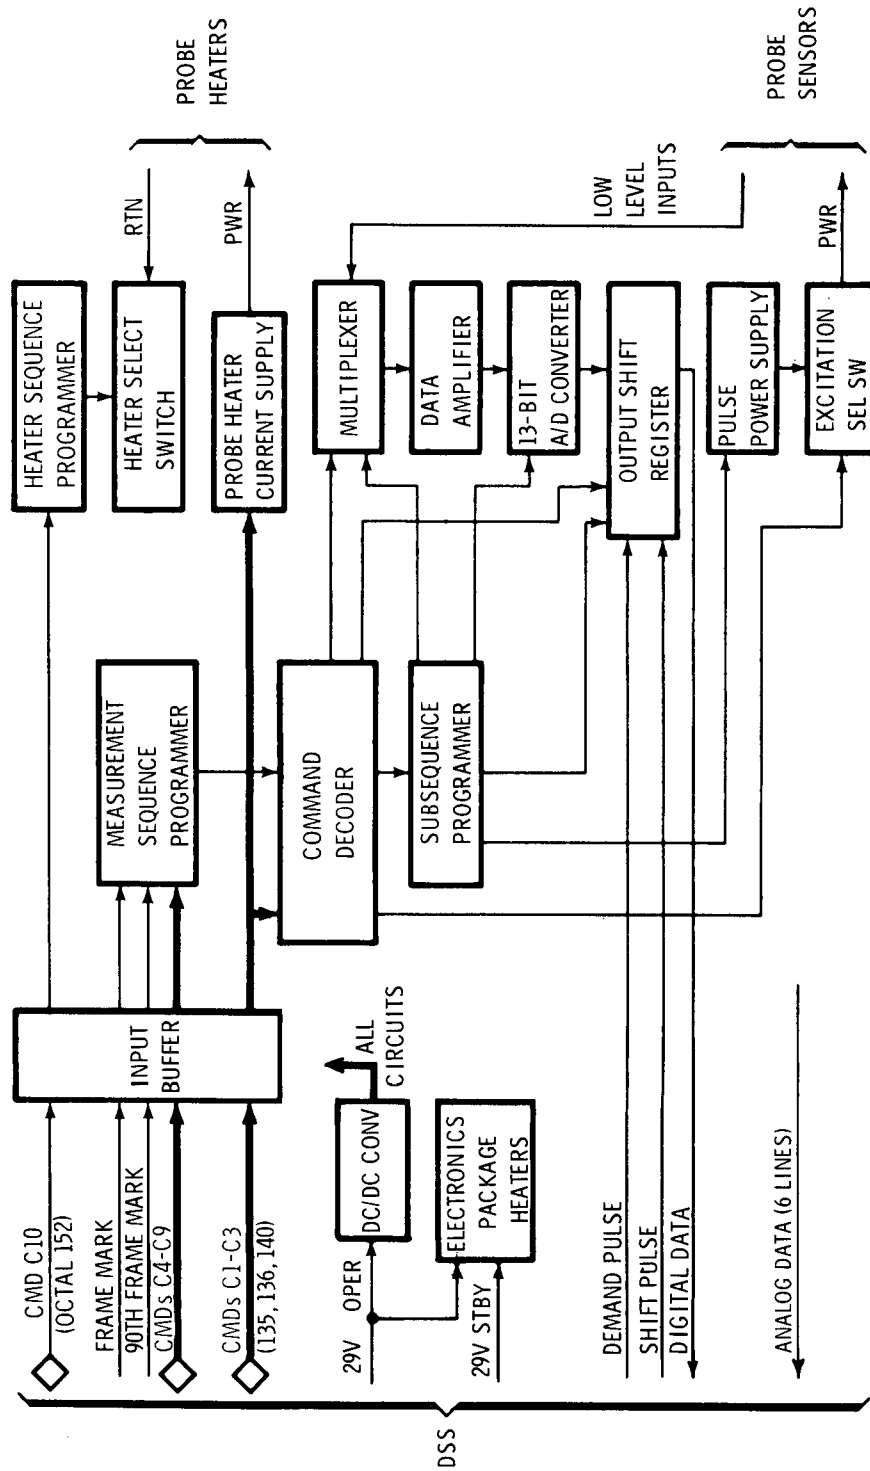 DSS
CMD C10
(OCTAL 152)
FRAME MARK
90TH FRAME MARK
CMDs C4-C9
CMDs C1-C3
(135, 136, 140)
29V OPER
29V STBY
DEMAND PULSE
SHIFT PULSE
DIGITAL DATA
ANALOG DATA (6 LINES)
INPUT
BUFFER
DC/DC CONV
ALL
CIRCUITS
ELECTRONICS
PACKAGE
HEATERS
MEASUREMENT
SEQUENCE
PROGRAMMER
COMMAND
DECODER
SUBSEQUENCE
PROGRAMMER
HEATER SEQUENCE
PROGRAMMER
HEATER SELECT
SWITCH
PROBE HEATER
CURRENT SUPPLY
MULTIPLEXER
DATA
AMPLIFIER
13-BIT
A/D CONVERTER
OUTPUT SHIFT
REGISTER
PULSE
POWER SUPPLY
EXCITATION
SEL SW
RTN
PWR
LOW
LEVEL
INPUTS
PWR
PROBE
HEATERS
PROBE
SENSORS